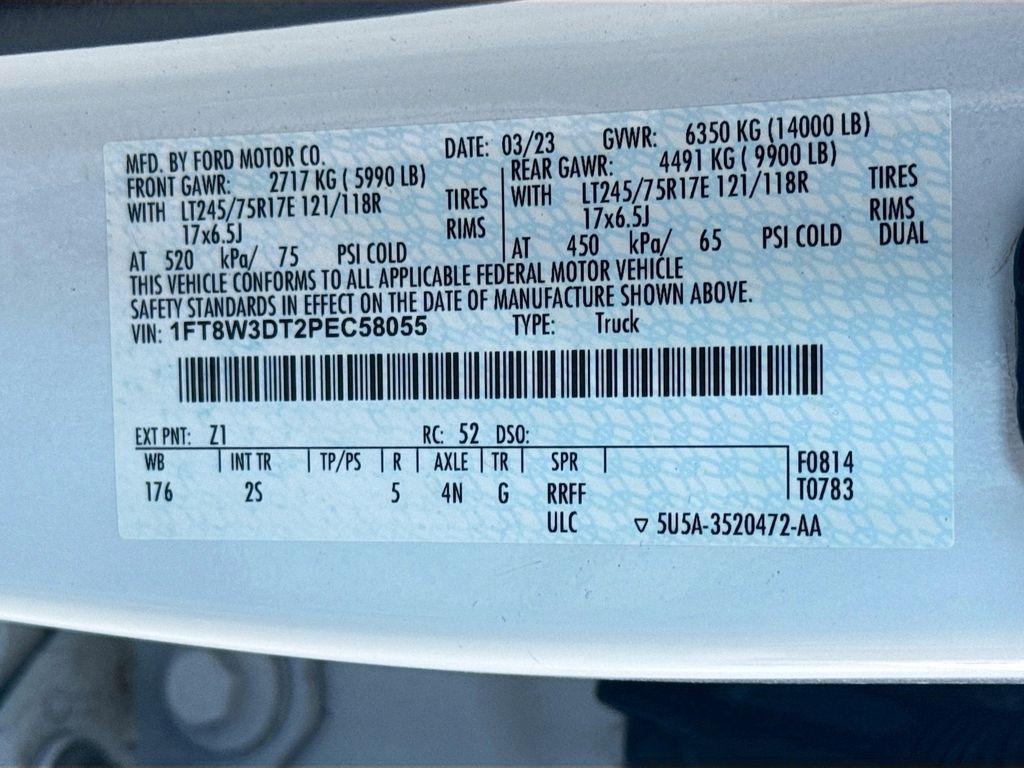 MFD. BY FORD MOTOR CO. DATE: 03/23 GVWR: 6350 KG (14000 LB)
FRONT GAWR: 2717 KG ( 5990 LB) REAR GAWR: 4491 KG ( 9900 LB)
WITH LT245/75R17E 121/118R TIRES WITH LT245/75R17E 121/118R TIRES
17x6.5J RIMS 17x6.5J RIMS
AT 520 kPa/ 75 PSI COLD AT 450 kPa/ 65 PSI COLD DUAL
THIS VEHICLE CONFORMS TO ALL APPLICABLE FEDERAL MOTOR VEHICLE
SAFETY STANDARDS IN EFFECT ON THE DATE OF MANUFACTURE SHOWN ABOVE.
VIN: 1FT8W3DT2PEC58055 TYPE: Truck
EXT PNT: Z1 RC: 52 DSO:
WB INT TR TP/PS R AXLE TR SPR F0814
176 2S 5 4N G RRFF T0783
ULC ▽ 5U5A-3520472-AA